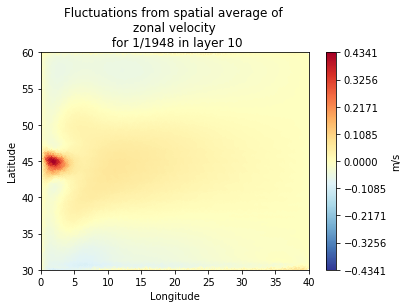 Fluctuations from spatial average of
zonal velocity
for 1/1948 in layer 10
60
55
50
45
40
35
30
Latitude
0 5 10 15 20 25 30 35 40
Longitude
0.4341
0.3256
0.2171
0.1085
0.0000
−0.1085
−0.2171
−0.3256
−0.4341
m/s